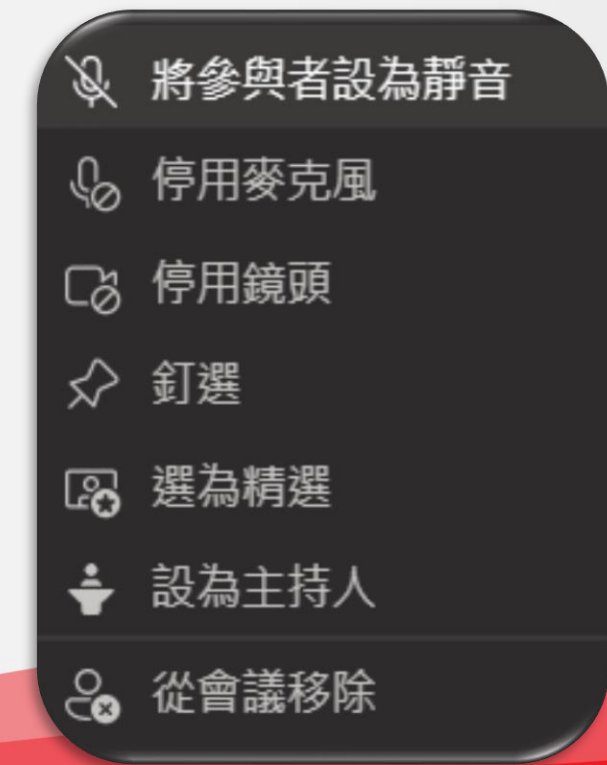 將參與者設為靜音
停用麥克風
停用鏡頭
釘選
選為精選
設為主持人
從會議移除